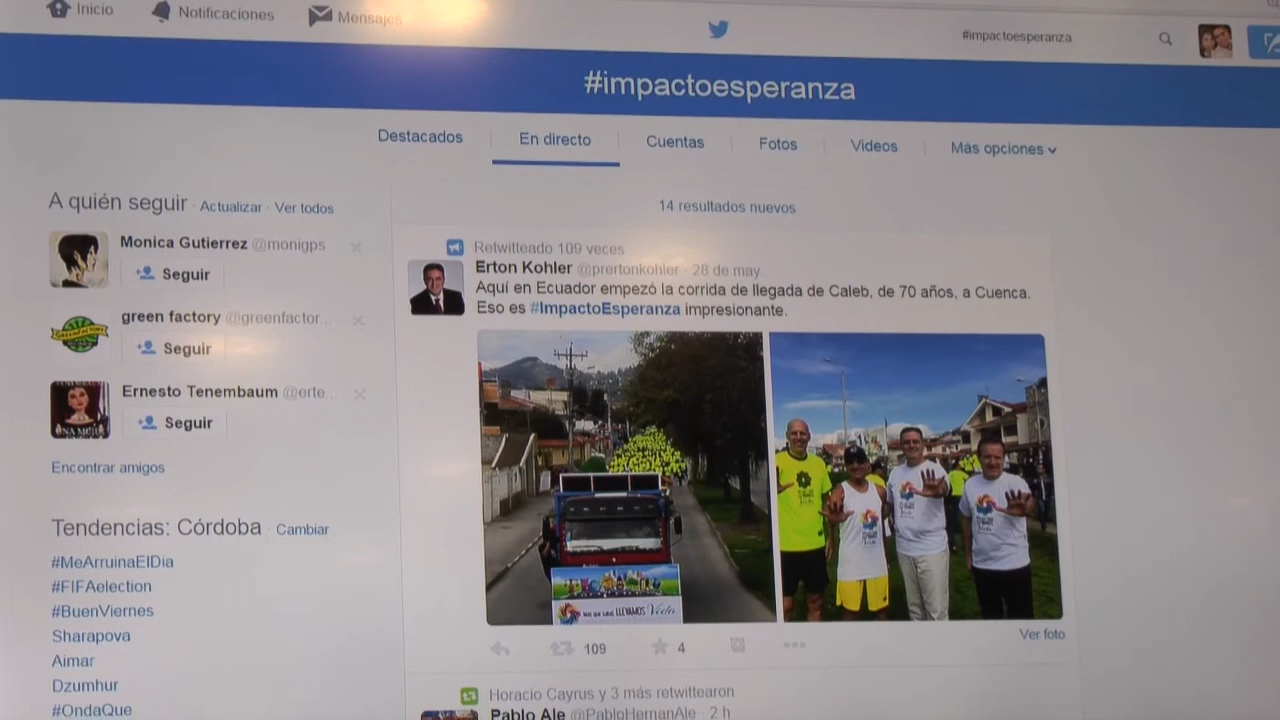 Inicio
Notificaciones
Mensajes
#impactoesperanza
#impactoesperanza
Destacados
En directo
Cuentas
Fotos
Videos
Más opciones
A quién seguir · Actualizar · Ver todos
Monica Gutierrez @monigps
Seguir
green factory @greenfactor...
Seguir
Ernesto Tenembaum @erte...
Seguir
Encontrar amigos
Tendencias: Córdoba · Cambiar
#MeArruinaElDia
#FIFAelection
#BuenViernes
Sharapova
Aimar
Dzumhur
#OndaQue
14 resultados nuevos
Retwitteado 109 veces
Erton Kohler @prertonkohler · 28 de may.
Aquí en Ecuador empezó la corrida de llegada de Caleb, de 70 años, a Cuenca.
Eso es #ImpactoEsperanza impresionante.
LLEVAMOS Vida
109
4
Ver foto
Horacio Cayrus y 3 más retwittearon
Pablo Ale @PabloHernanAle · 2 h